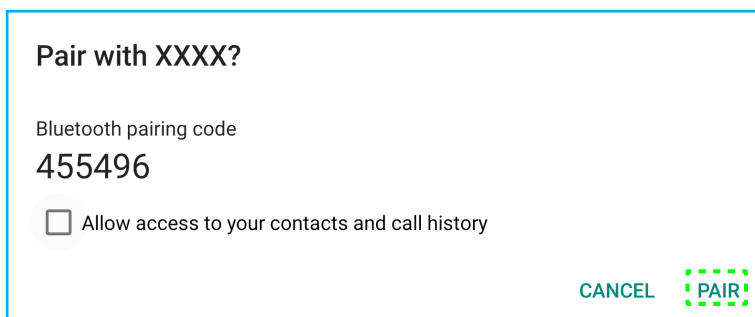 Pair with XXXX?
Bluetooth pairing code
455496
Allow access to your contacts and call history
CANCEL PAIR